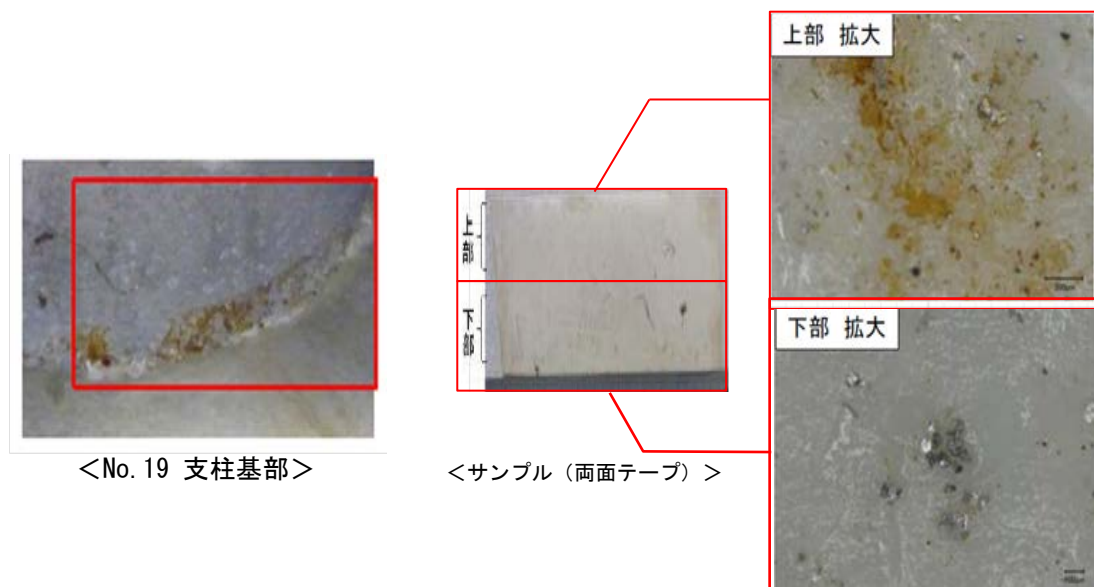 上部 拡大
上部
下部
下部 拡大
<No.19 支柱基部>
<サンプル（両面テープ）>